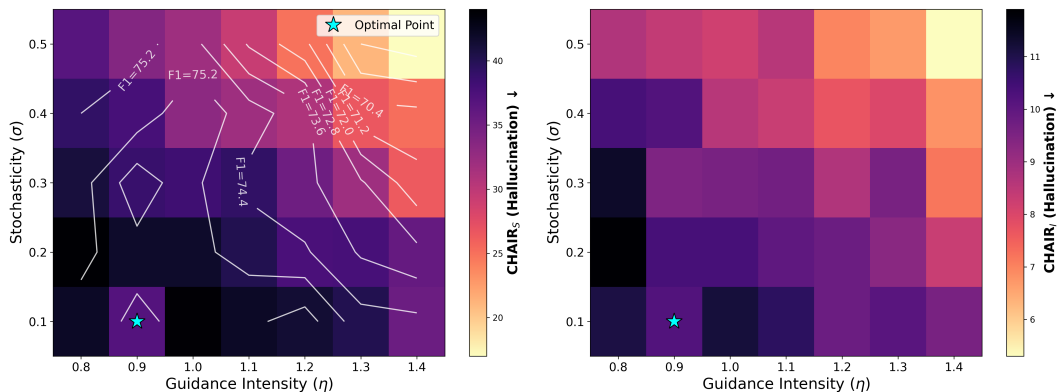 Optimal Point
F1=75.2
F1=75.2
F1=70.4
F1=71.2
F1=72.0
F1=72.8
F1=73.6
F1=74.4
0.5
0.4
0.3
0.2
0.1
Stochasticity (σ)
0.8 0.9 1.0 1.1 1.2 1.3 1.4
Guidance Intensity (η)
40
35
30
25
20
CHAIR_S (Hallucination) ↓
0.5
0.4
0.3
0.2
0.1
Stochasticity (σ)
0.8 0.9 1.0 1.1 1.2 1.3 1.4
Guidance Intensity (η)
11
10
9
8
7
6
CHAIR_I (Hallucination) ↓